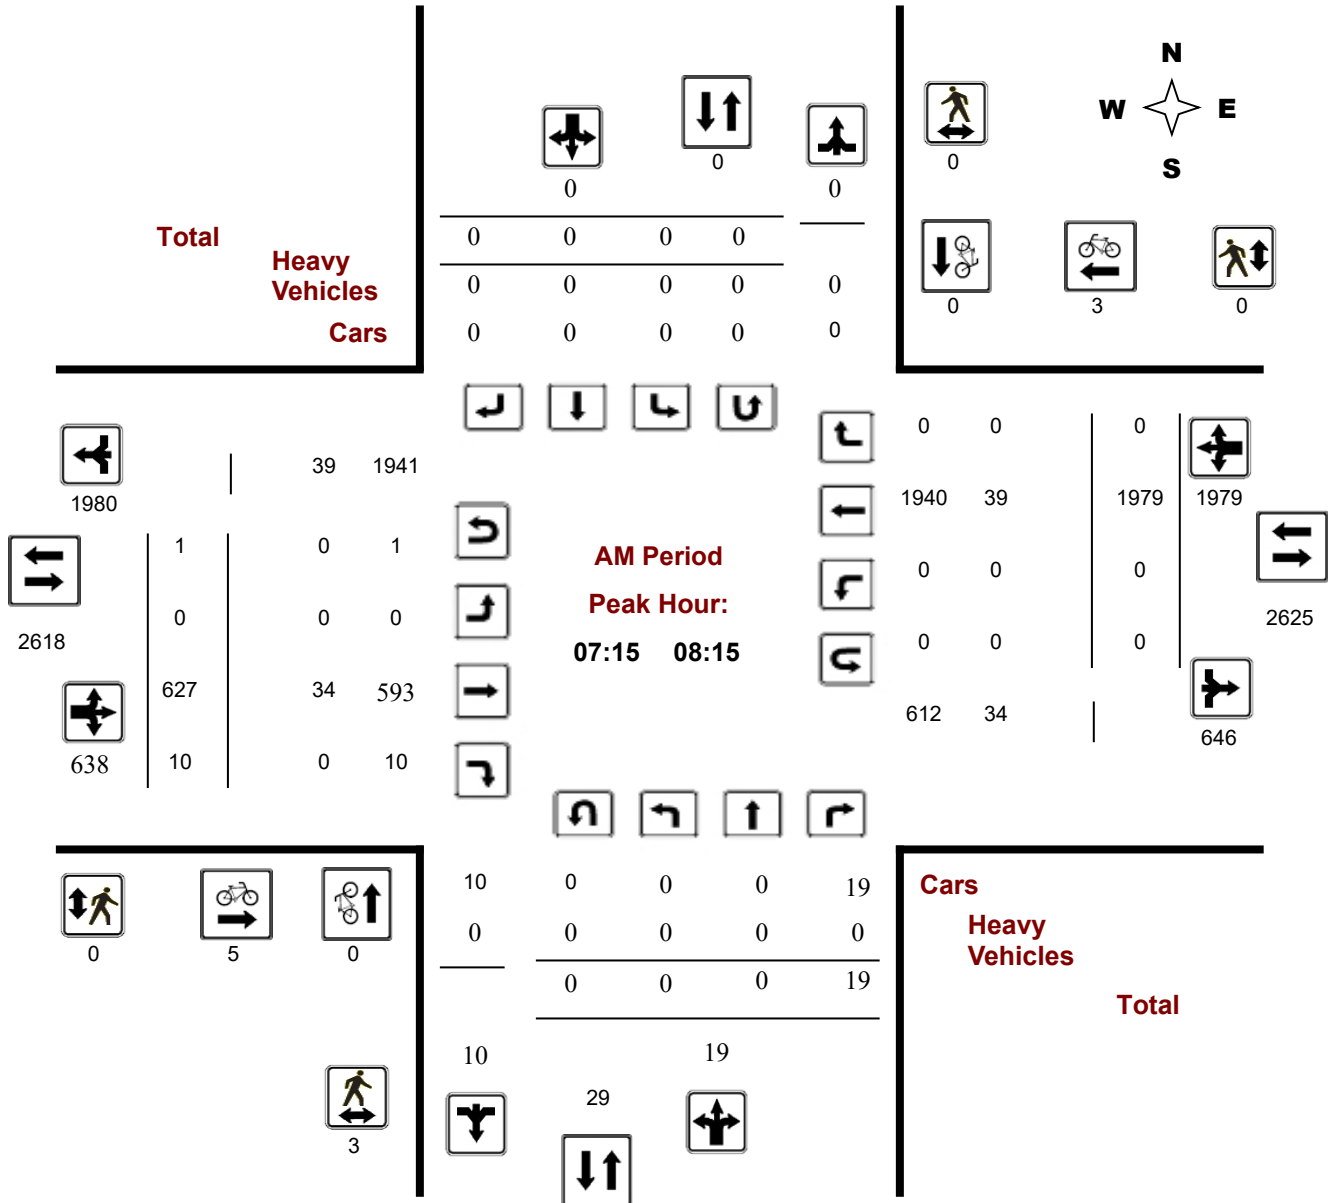 N
W E
S
0
0
0 0
0 3 0
Total
0 0 0 0
Heavy
Vehicles
0 0 0 0 0
Cars
0 0 0 0 0
39 1941
1980
1 0 1
0 0 0
2618
627 34 593
638 10 0 10
AM Period
Peak Hour:
07:15 08:15
0 0 0
1940 39 1979 1979
0 0 0
2625
0 0 0
612 34
646
0 5 0
10 0 0 0 19
0 0 0 0 0
0 0 0 19
Cars
Heavy
Vehicles
Total
10 19
29
3